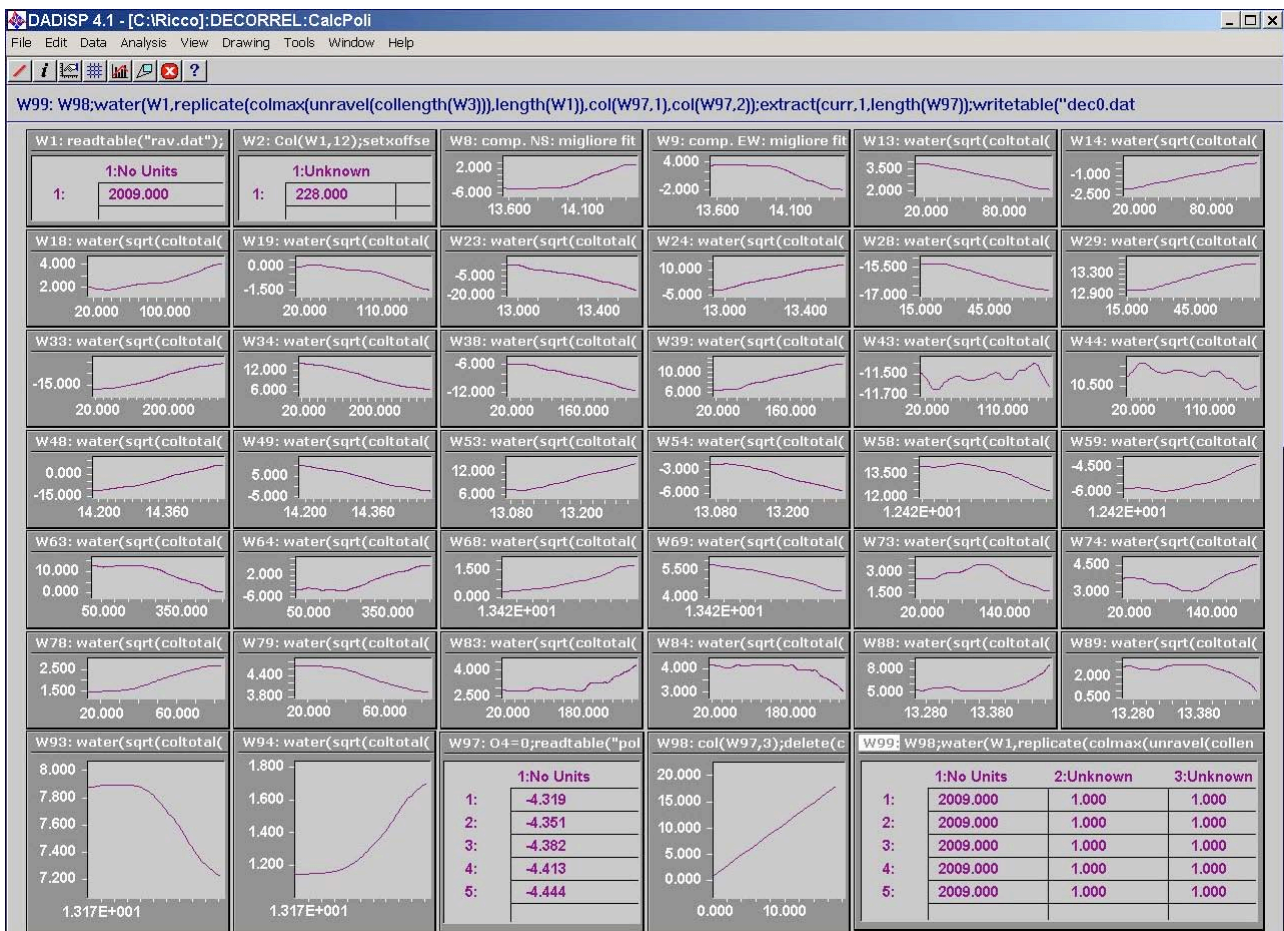 DADiSP 4.1 - [C:\Ricco]:DECORREL:CalcPoli
File Edit Data Analysis View Drawing Tools Window Help
W99: W98;water(W1,replicate(colmax(unravel(collength(W3))),length(W1)),col(W97,1),col(W97,2));extract(curr,1,length(W97));writetable("dec0.dat
W1: readtable("rav.dat"); W2: Col(W1,12);setxoffse W8: comp. NS: migliore fit W9: comp. EW: migliore fit W13: water(sqrt(coltotal( W14: water(sqrt(coltotal(
1:No Units 1:Unknown 2.000 4.000 3.500 -1.000
1: 2009.000 1: 228.000 -6.000 -2.000 2.000 -2.500
13.600 14.100 13.600 14.100 20.000 80.000 20.000 80.000
W18: water(sqrt(coltotal( W19: water(sqrt(coltotal( W23: water(sqrt(coltotal( W24: water(sqrt(coltotal( W28: water(sqrt(coltotal( W29: water(sqrt(coltotal(
4.000 0.000 -5.000 10.000 -15.500 13.300
2.000 -1.500 -20.000 -5.000 -17.000 12.900
20.000 100.000 20.000 110.000 13.000 13.400 13.000 13.400 15.000 45.000 15.000 45.000
W33: water(sqrt(coltotal( W34: water(sqrt(coltotal( W38: water(sqrt(coltotal( W39: water(sqrt(coltotal( W43: water(sqrt(coltotal( W44: water(sqrt(coltotal(
-15.000 12.000 -6.000 10.000 -11.500 10.500
6.000 -12.000 6.000 -11.700
20.000 200.000 20.000 200.000 20.000 160.000 20.000 160.000 20.000 110.000 20.000 110.000
W48: water(sqrt(coltotal( W49: water(sqrt(coltotal( W53: water(sqrt(coltotal( W54: water(sqrt(coltotal( W58: water(sqrt(coltotal( W59: water(sqrt(coltotal(
0.000 5.000 12.000 -3.000 13.500 -4.500
-15.000 -5.000 6.000 -6.000 12.000 -6.000
14.200 14.360 14.200 14.360 13.080 13.200 13.080 13.200 1.242E+001 1.242E+001
W63: water(sqrt(coltotal( W64: water(sqrt(coltotal( W68: water(sqrt(coltotal( W69: water(sqrt(coltotal( W73: water(sqrt(coltotal( W74: water(sqrt(coltotal(
10.000 2.000 1.500 5.500 3.000 4.500
0.000 -6.000 0.000 4.000 1.500 3.000
50.000 350.000 50.000 350.000 1.342E+001 1.342E+001 20.000 140.000 20.000 140.000
W78: water(sqrt(coltotal( W79: water(sqrt(coltotal( W83: water(sqrt(coltotal( W84: water(sqrt(coltotal( W88: water(sqrt(coltotal( W89: water(sqrt(coltotal(
2.500 4.400 4.000 4.000 8.000 2.000
1.500 3.800 2.500 3.000 5.000 0.500
20.000 60.000 20.000 60.000 20.000 180.000 20.000 180.000 13.280 13.380 13.280 13.380
W93: water(sqrt(coltotal( W94: water(sqrt(coltotal( W97: O4=0;readtable("pol W98: col(W97,3);delete(c W99: W98;water(W1,replicate(colmax(unravel(collen
8.000 1.800 1:No Units 20.000 1:No Units 2:Unknown 3:Unknown
7.800 1.600 1: -4.319 15.000 1: 2009.000 1.000 1.000
7.600 1.400 2: -4.351 10.000 2: 2009.000 1.000 1.000
7.400 1.200 3: -4.382 5.000 3: 2009.000 1.000 1.000
7.200 4: -4.413 0.000 4: 2009.000 1.000 1.000
5: -4.444 5: 2009.000 1.000 1.000
1.317E+001 1.317E+001 0.000 10.000